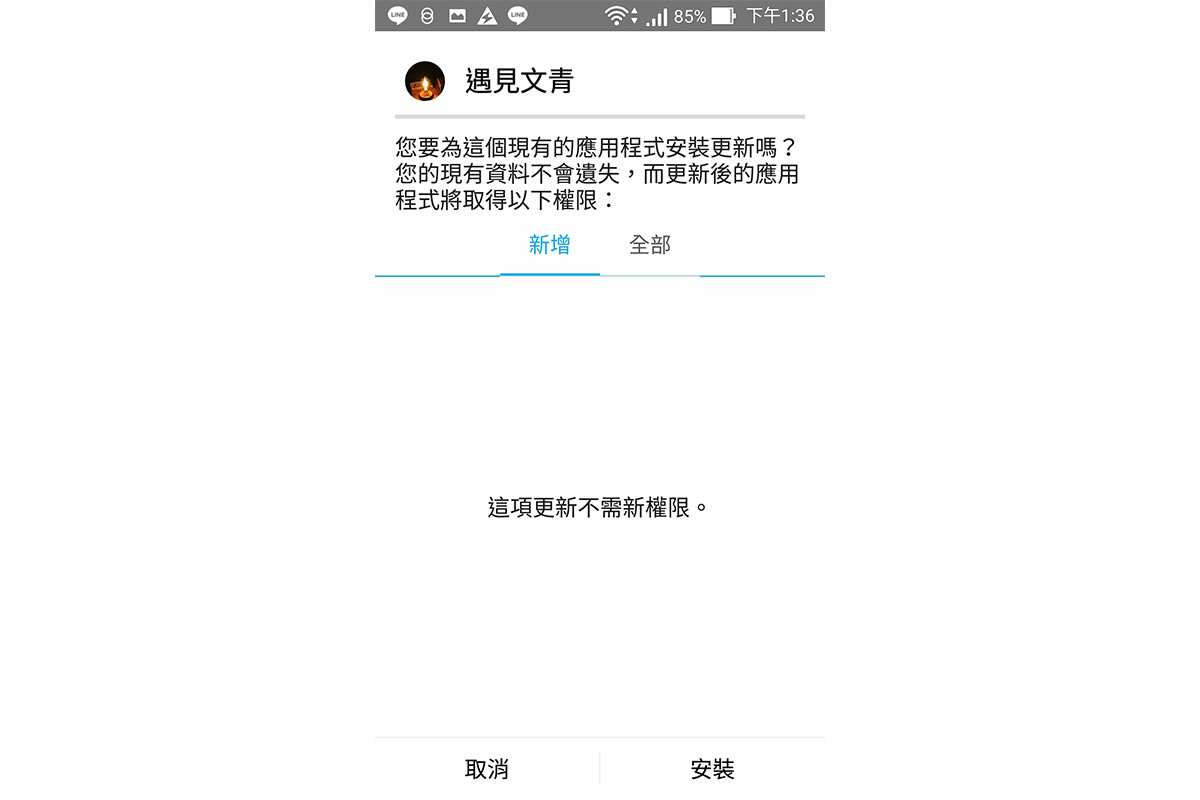 LINE LINE 85% 下午1:36
遇見文青
您要為這個現有的應用程式安裝更新嗎？
您的現有資料不會遺失，而更新後的應用
程式將取得以下權限：
新增 全部
這項更新不需新權限。
取消 安裝